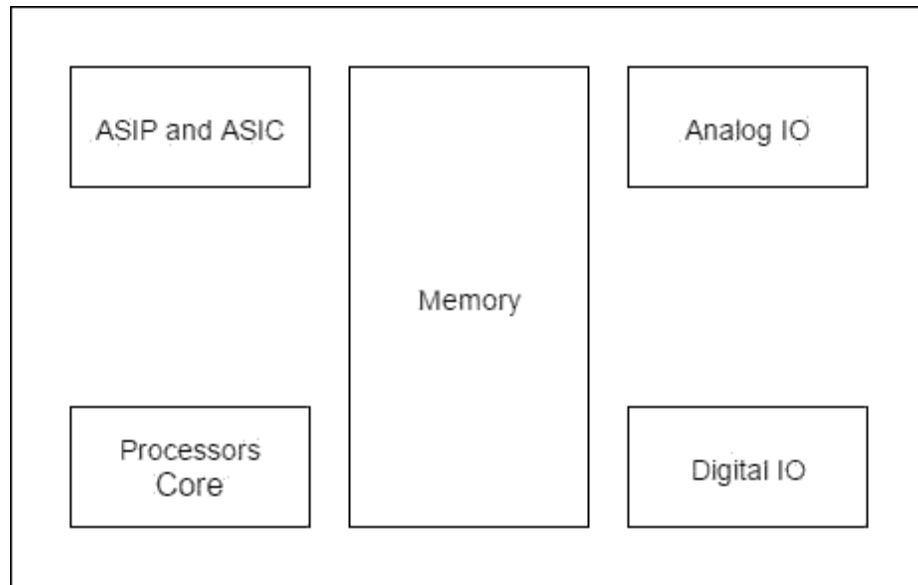 ASIP and ASIC
Memory
Analog IO
Processors
Core
Digital IO